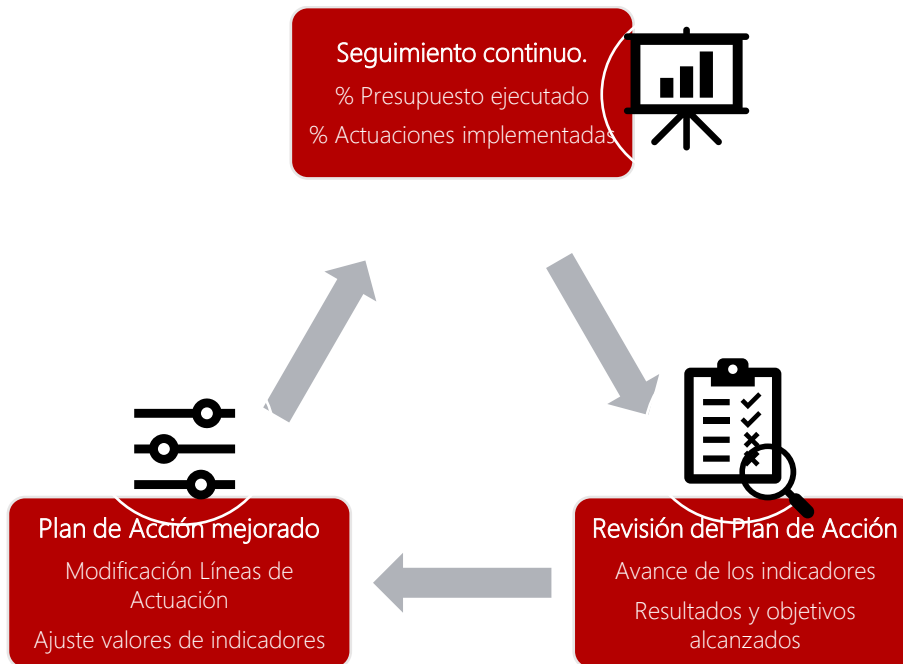 Seguimiento continuo.
% Presupuesto ejecutado
% Actuaciones implementadas
Plan de Acción mejorado
Modificación Líneas de
Actuación
Ajuste valores de indicadores
Revisión del Plan de Acción
Avance de los indicadores
Resultados y objetivos
alcanzados